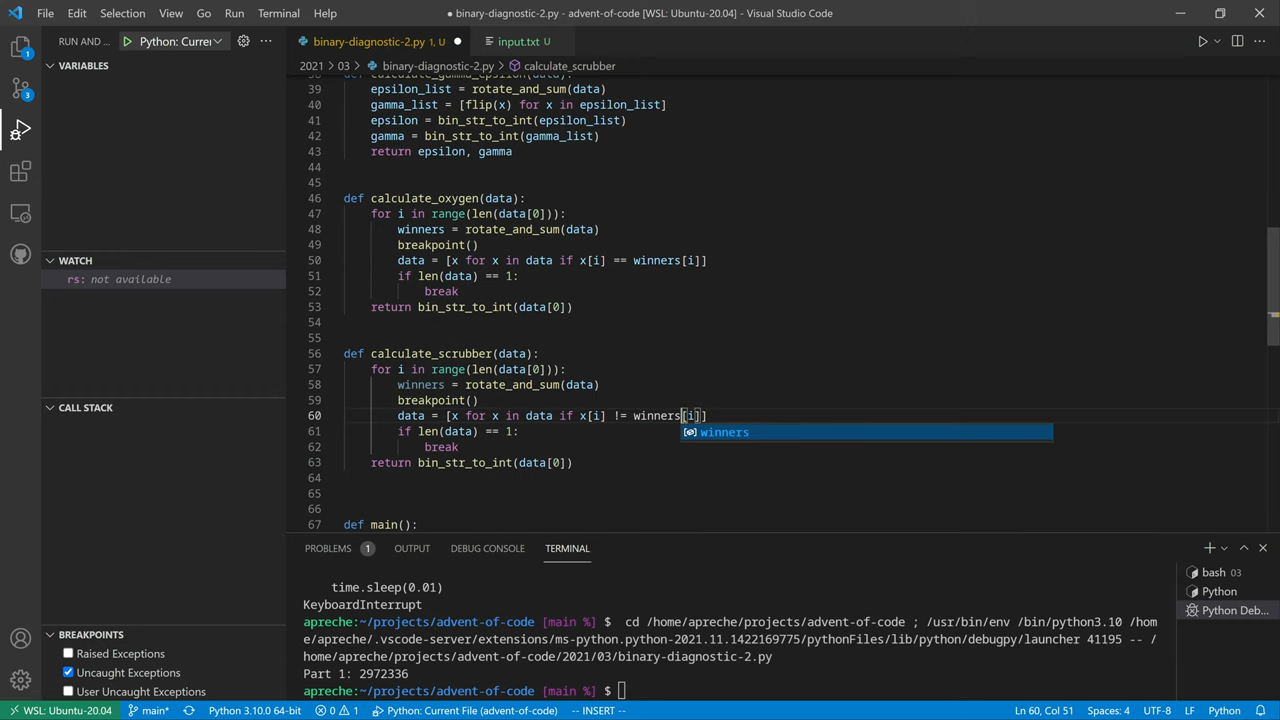 File Edit Selection View Go Run Terminal Help
● binary-diagnostic-2.py - advent-of-code [WSL: Ubuntu-20.04] - Visual Studio Code
RUN AND ... Python: Currer
binary-diagnostic-2.py 1, U
input.txt U
2021 > 03 > binary-diagnostic-2.py > calculate_scrubber
VARIABLES
WATCH
rs: not available
CALL STACK
BREAKPOINTS
Raised Exceptions
Uncaught Exceptions
User Uncaught Exceptions
1
3
38 def calculate_gamma_epsilon(data):
39 epsilon_list = rotate_and_sum(data)
40 gamma_list = [flip(x) for x in epsilon_list]
41 epsilon = bin_str_to_int(epsilon_list)
42 gamma = bin_str_to_int(gamma_list)
43 return epsilon, gamma
44
45
46 def calculate_oxygen(data):
47 for i in range(len(data[0])):
48 winners = rotate_and_sum(data)
49 breakpoint()
50 data = [x for x in data if x[i] == winners[i]]
51 if len(data) == 1:
52 break
53 return bin_str_to_int(data[0])
54
55
56 def calculate_scrubber(data):
57 for i in range(len(data[0])):
58 winners = rotate_and_sum(data)
59 breakpoint()
60 data = [x for x in data if x[i] != winners[i]]
winners
61 if len(data) == 1:
62 break
63 return bin_str_to_int(data[0])
64
65
66
67 def main():
PROBLEMS 1 OUTPUT DEBUG CONSOLE TERMINAL
time.sleep(0.01)
KeyboardInterrupt
apreche:~/projects/advent-of-code [main %] $ cd /home/apreche/projects/advent-of-code ; /usr/bin/env /bin/python3.10 /hom
e/apreche/.vscode-server/extensions/ms-python.python-2021.11.1422169775/pythonFiles/lib/python/debugpy/launcher 41195 -- /
home/apreche/projects/advent-of-code/2021/03/binary-diagnostic-2.py
Part 1: 2972336
apreche:~/projects/advent-of-code [main %] $
bash 03
Python
Python Deb...
WSL: Ubuntu-20.04 main* Python 3.10.0 64-bit 0 1 Python: Current File (advent-of-code) -- INSERT -- Ln 60, Col 51 Spaces: 4 UTF-8 LF Python